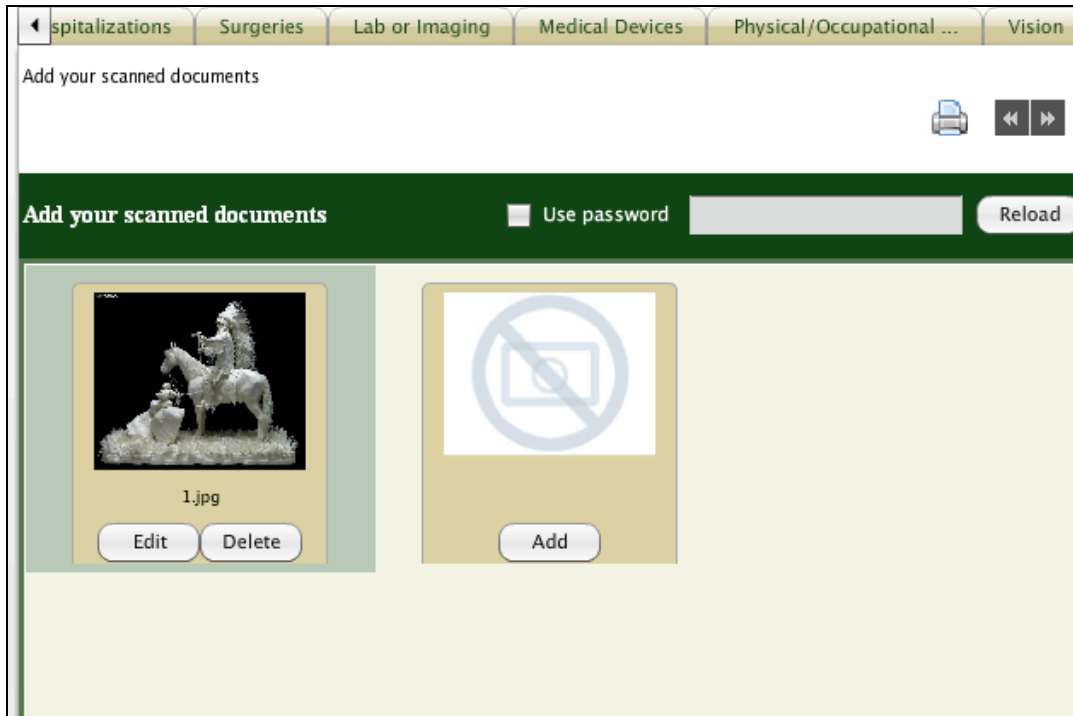 spitalizations Surgeries Lab or Imaging Medical Devices Physical/Occupational ... Vision
Add your scanned documents
Add your scanned documents Use password Reload
1.jpg
Edit Delete Add